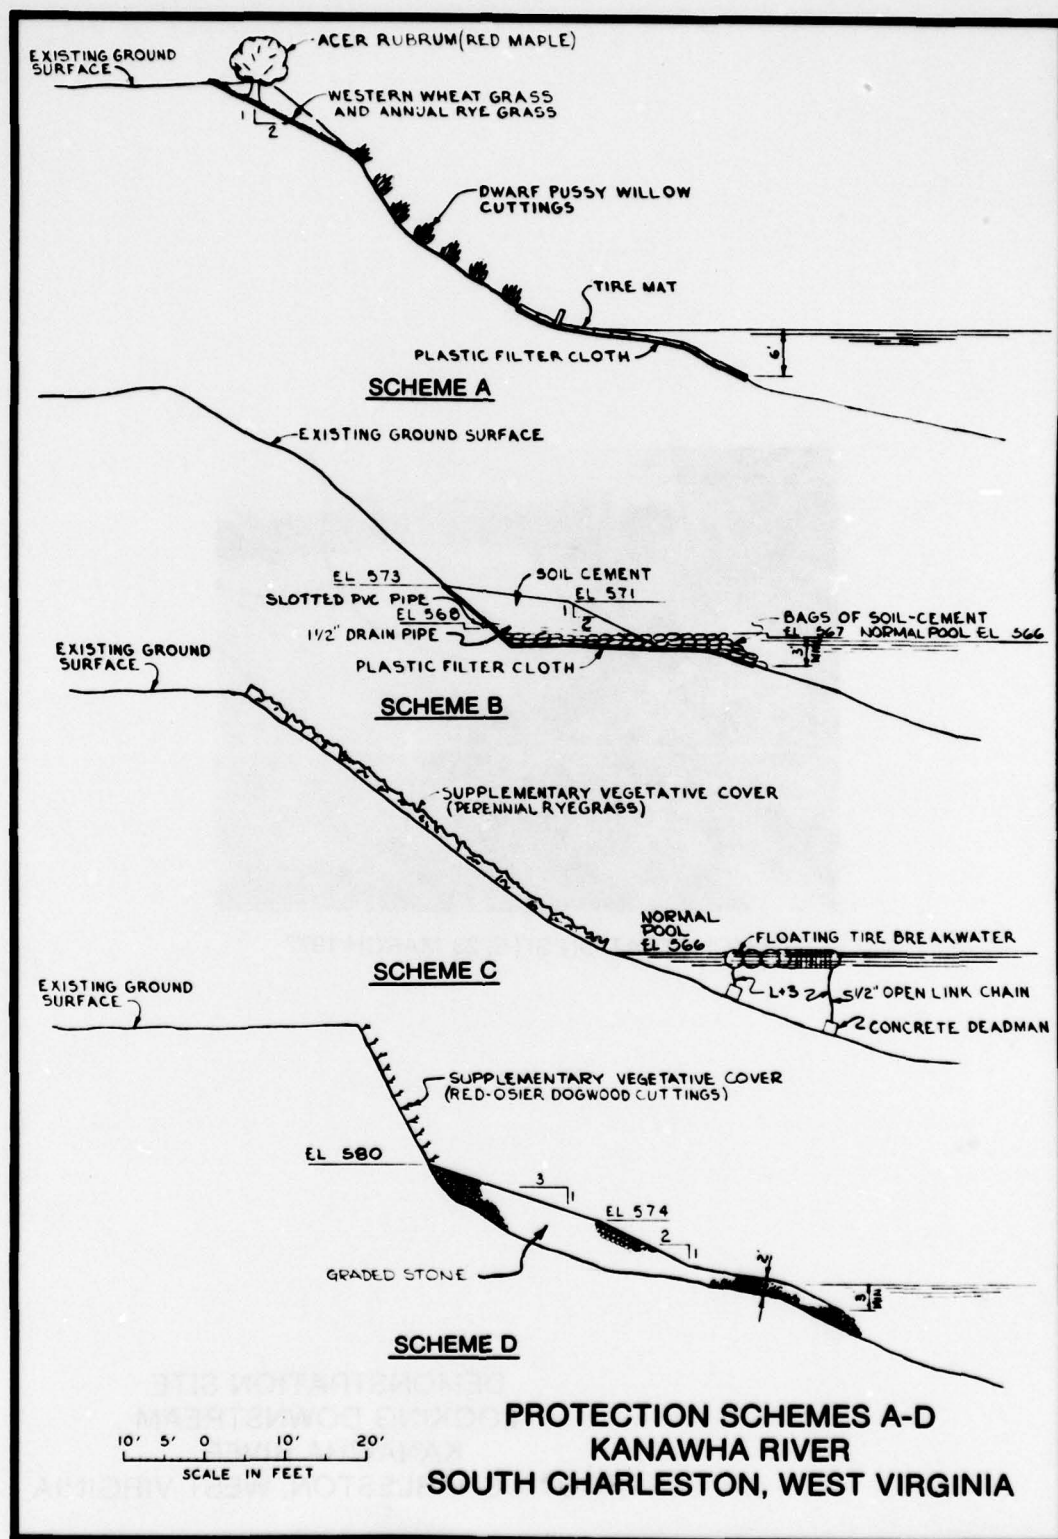 ACER RUBRUM(RED MAPLE)
EXISTING GROUND
SURFACE
WESTERN WHEAT GRASS
AND ANNUAL RYE GRASS
1
2
DWARF PUSSY WILLOW
CUTTINGS
TIRE MAT
PLASTIC FILTER CLOTH
6'
SCHEME A
EXISTING GROUND SURFACE
EL 573
SOIL CEMENT
SLOTTED PVC PIPE
EL 571
EL 568
1
2
BAGS OF SOIL-CEMENT
1 1/2" DRAIN PIPE
EL 567 NORMAL POOL EL 566
PLASTIC FILTER CLOTH
3'
MIN
EXISTING GROUND
SURFACE
SCHEME B
SUPPLEMENTARY VEGETATIVE COVER
(PERENNIAL RYEGRASS)
NORMAL
POOL
EL 566
FLOATING TIRE BREAKWATER
SCHEME C
L+3
1/2" OPEN LINK CHAIN
CONCRETE DEADMAN
EXISTING GROUND
SURFACE
SUPPLEMENTARY VEGETATIVE COVER
(RED-OSIER DOGWOOD CUTTINGS)
EL 580
3
1
EL 574
2
1
GRADED STONE
2'
3'
MIN
SCHEME D
PROTECTION SCHEMES A-D
KANAWHA RIVER
SOUTH CHARLESTON, WEST VIRGINIA
10' 5' 0 10' 20'
SCALE IN FEET